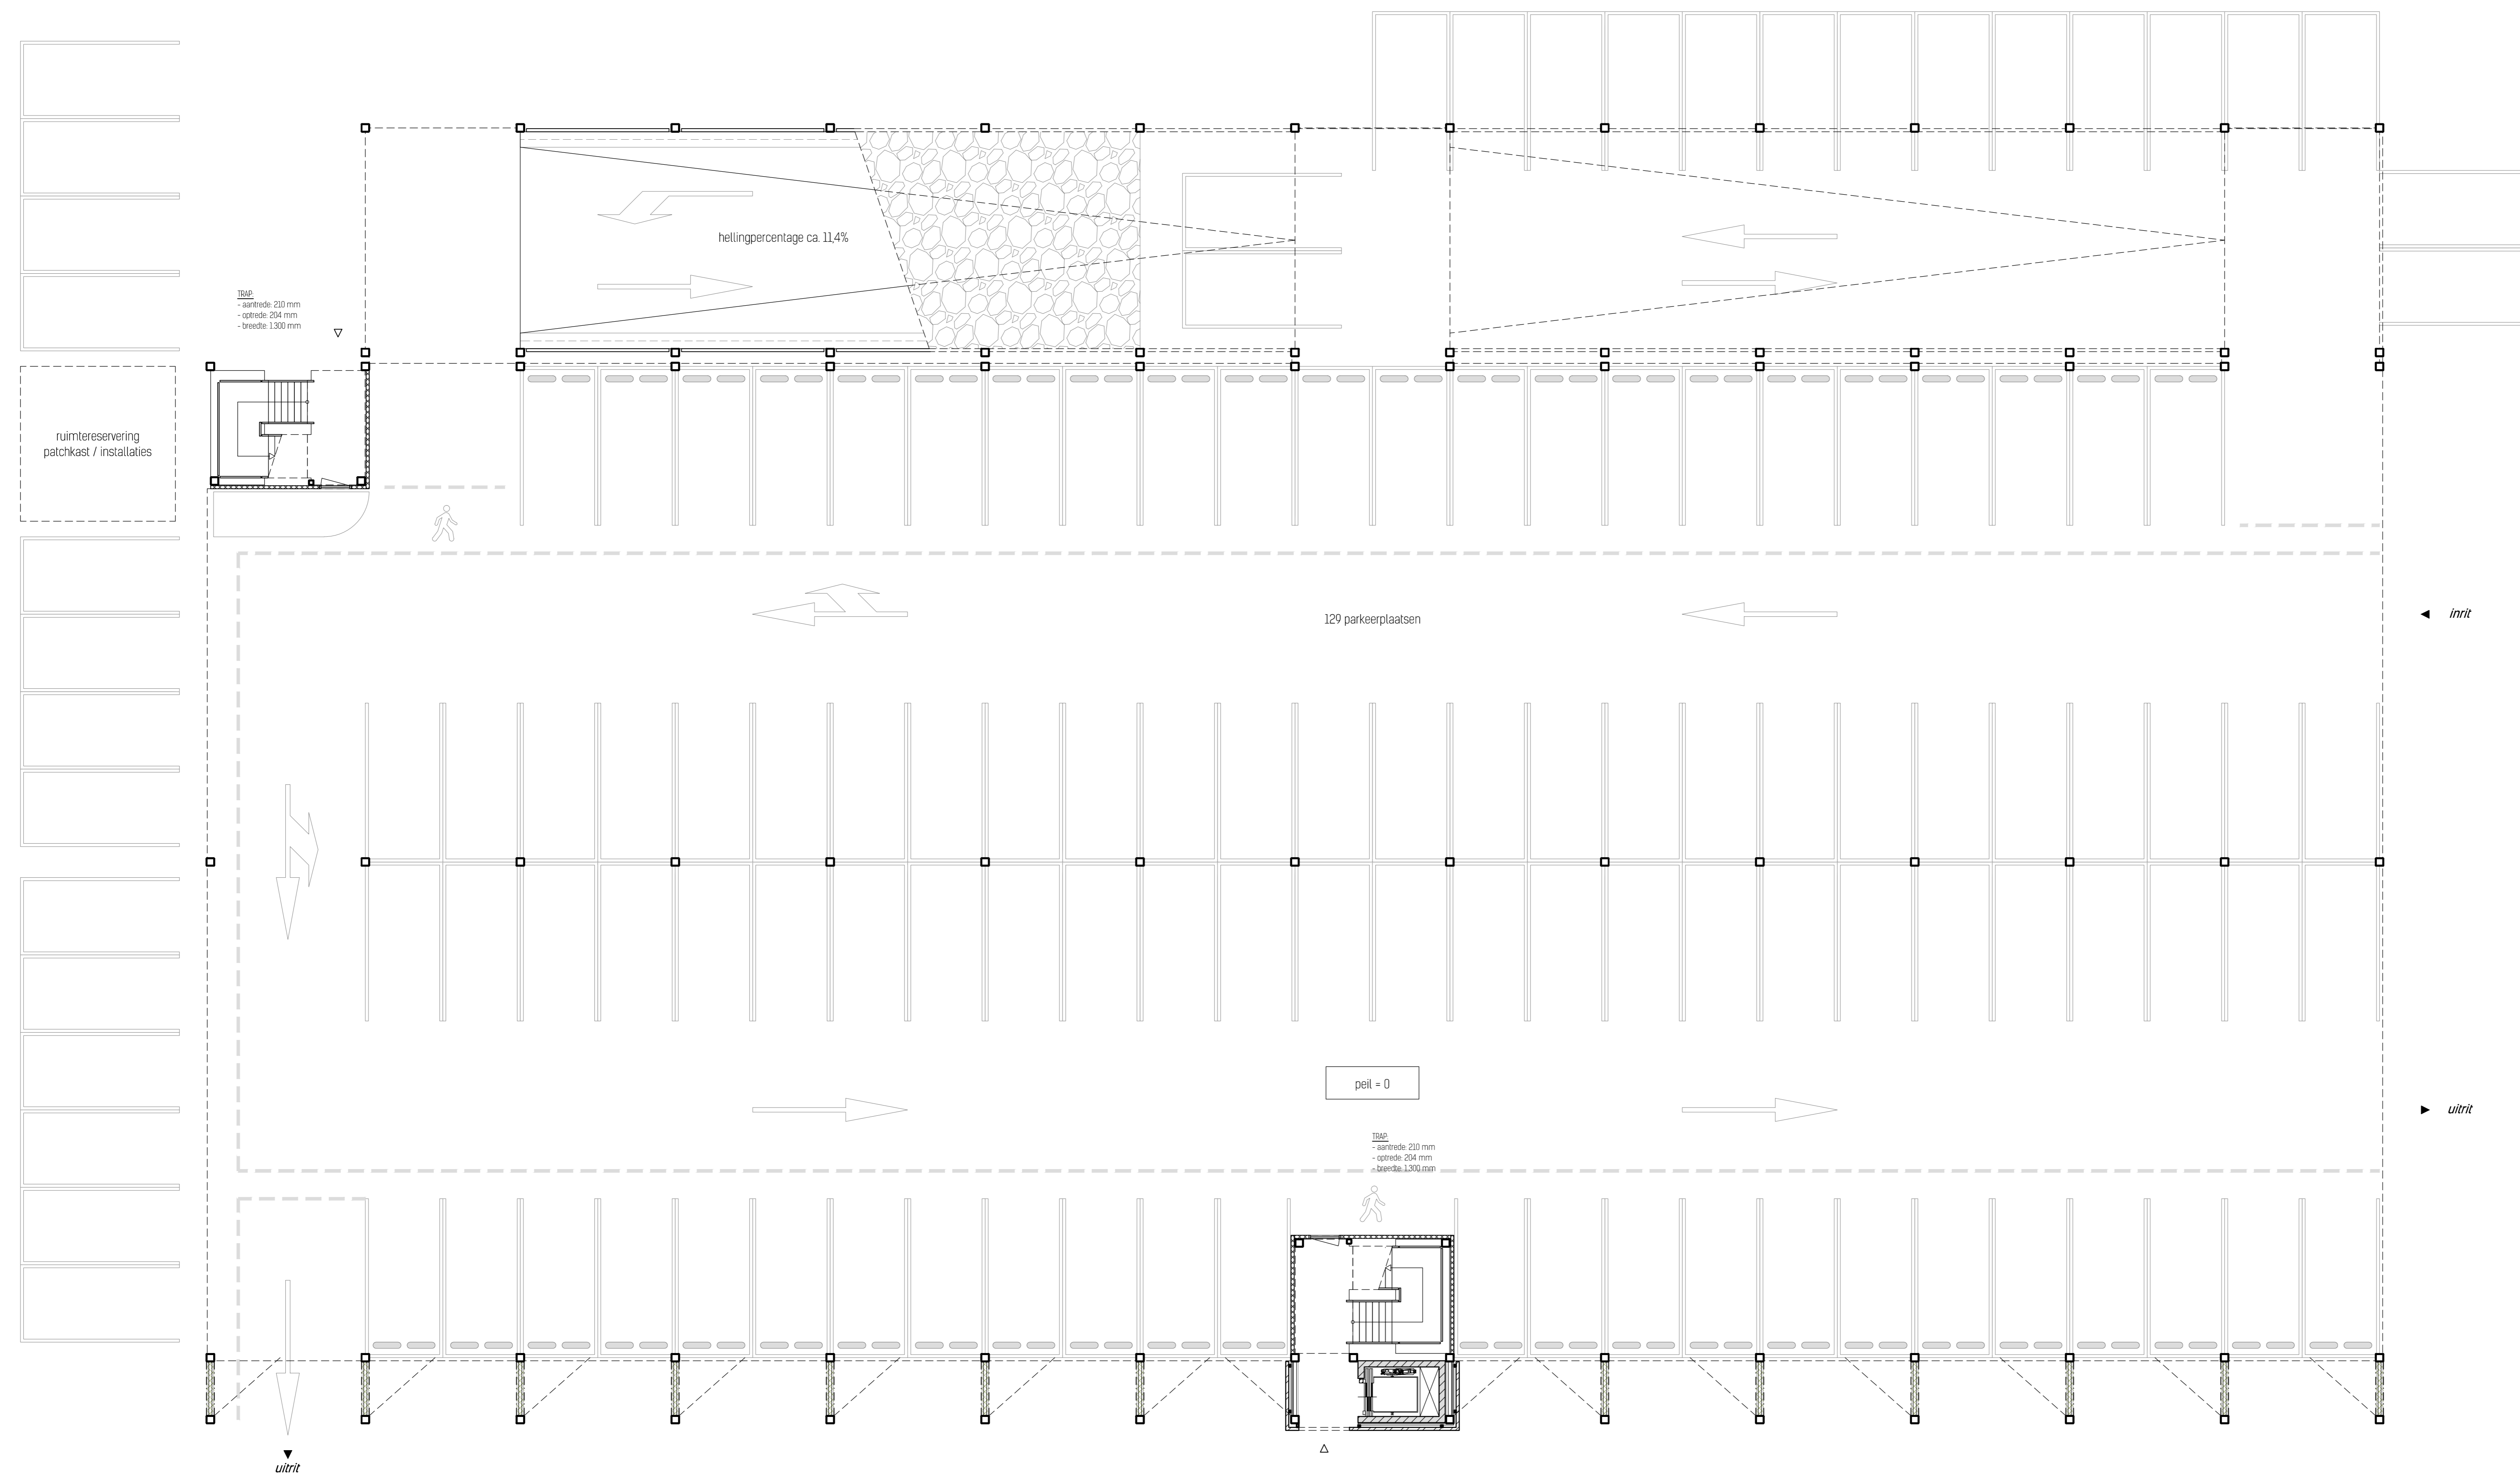 hellingpercentage ca. 11,4%
TRAP:
- aantrede: 210 mm
- optrede: 204 mm
- breedte: 1.300 mm
ruimtereservering
patchkast / installaties
129 parkeerplaatsen
inrit
peil = 0
uitrit
TRAP:
- aantrede: 210 mm
- optrede: 204 mm
- breedte: 1.300 mm
uitrit